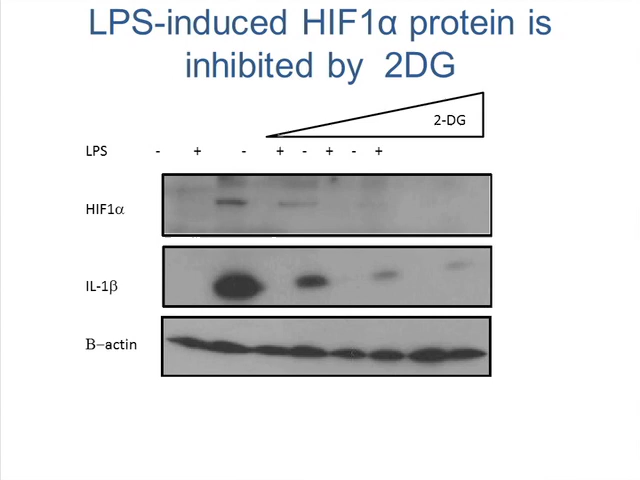 LPS-induced HIF1α protein is
inhibited by 2DG
2-DG
LPS - + - + - + - +
HIF1α
IL-1β
B-actin